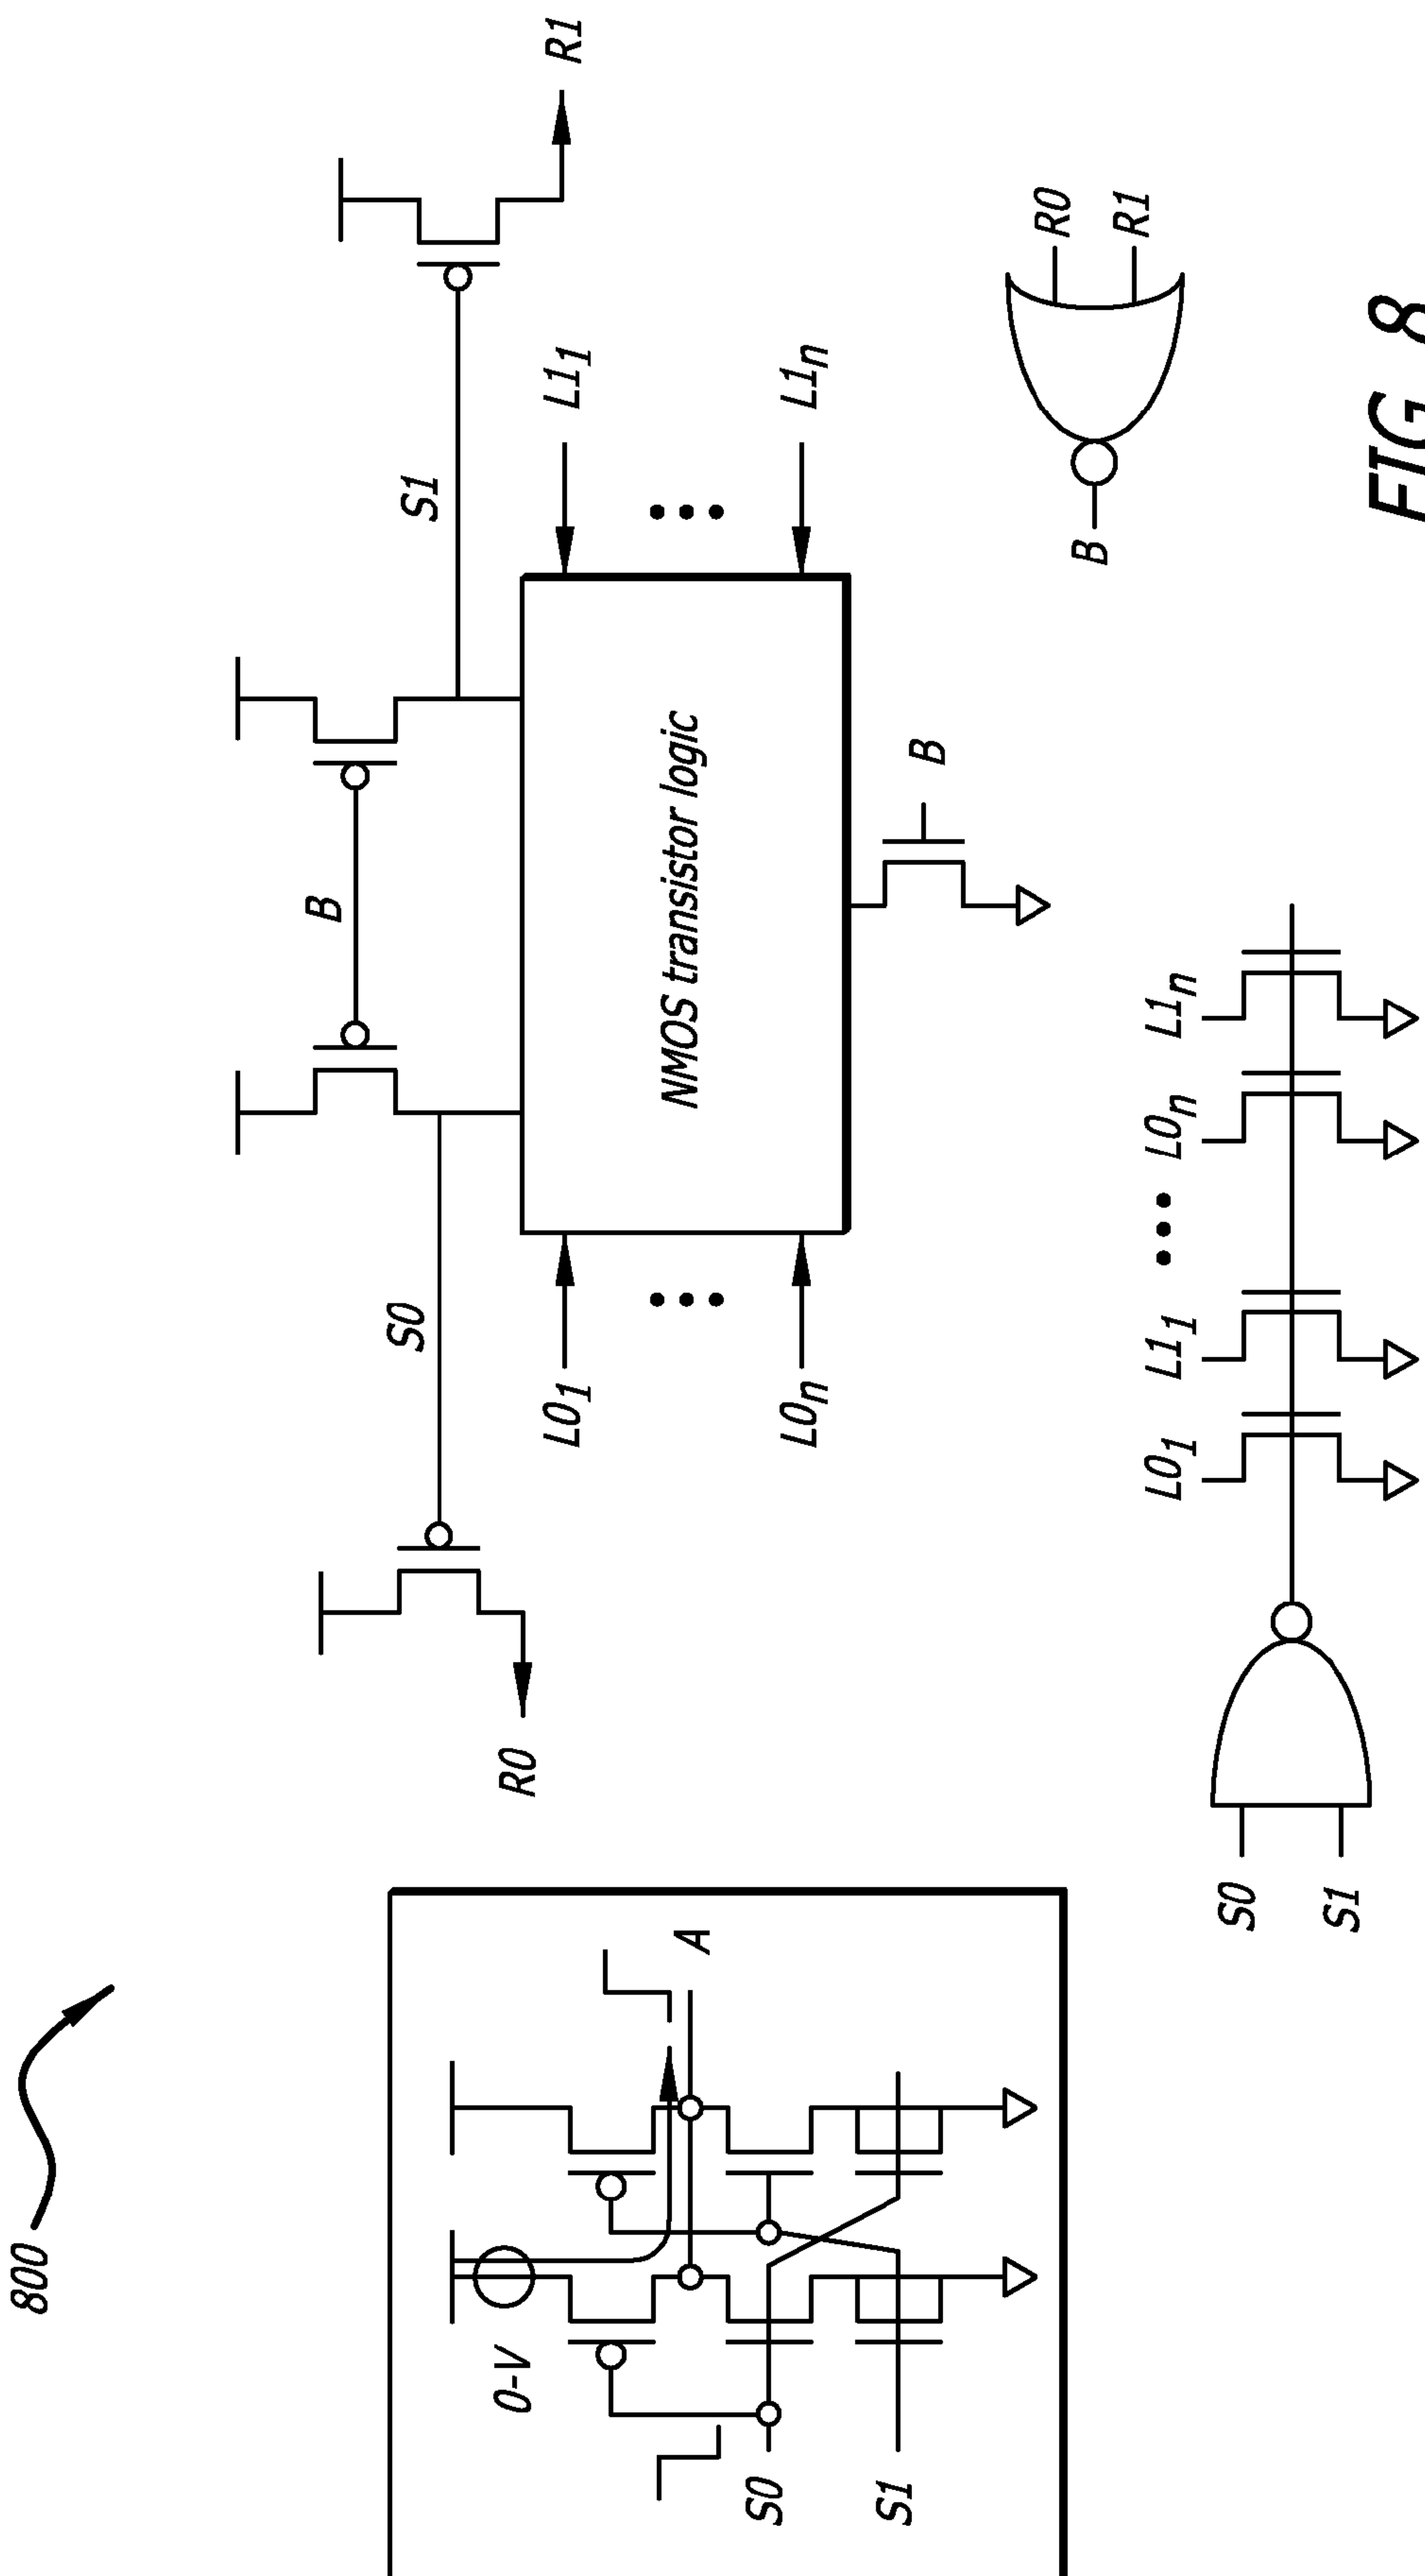 800
R0
S0
B
S1
R1
L0₁
L1₁
NMOS transistor logic
L0ₙ
L1ₙ
B
0-V
A
S0
S1
S0
S1
L0₁
L1₁
L0ₙ
L1ₙ
B
R0
R1
FIG. 8